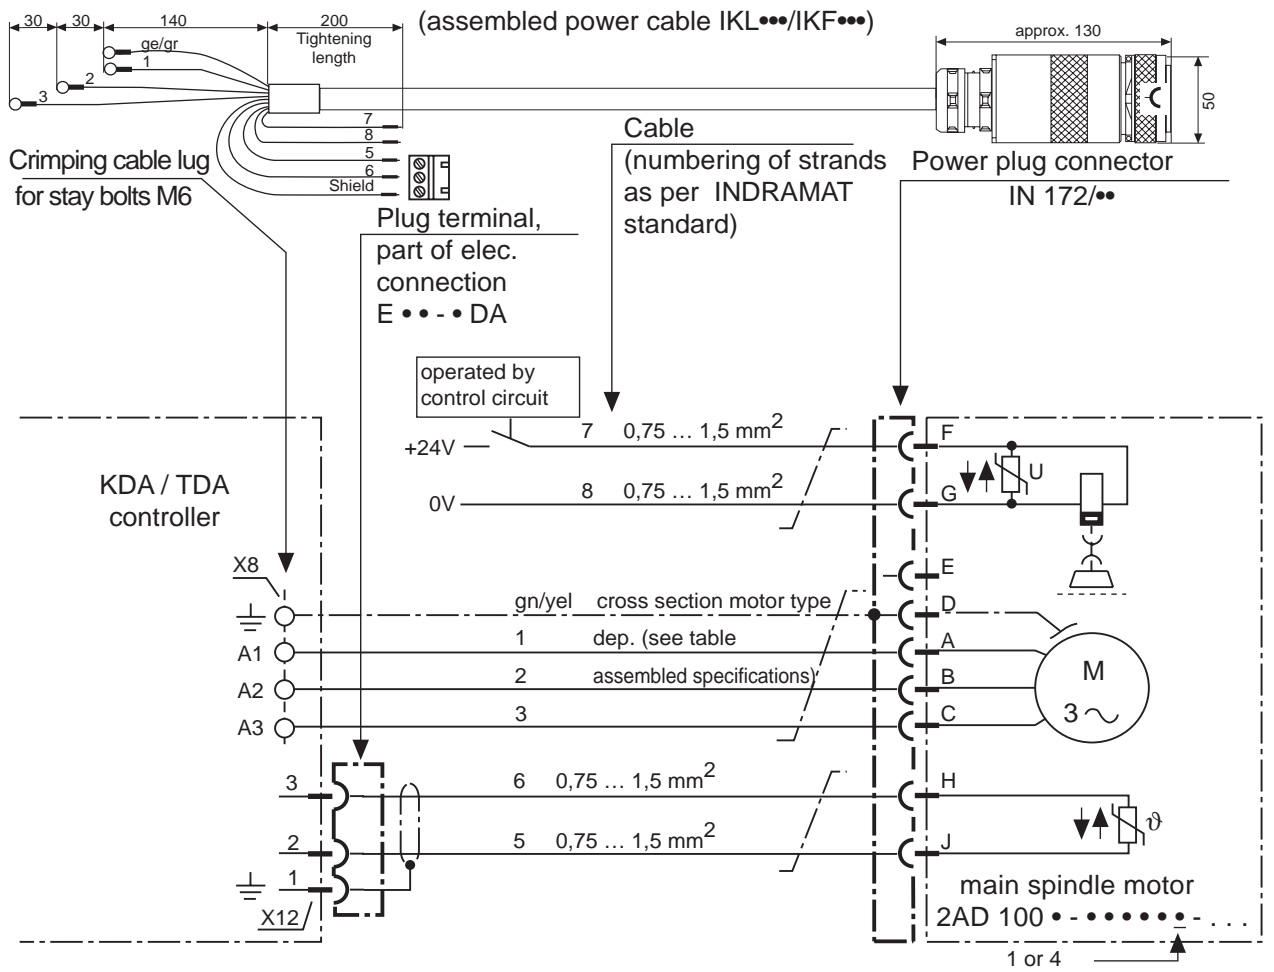 30 30 140 200 (assembled power cable IKL•••/IKF•••) approx. 130
Tightening
length
ge/gr
1
2
3
50
7
8
5
6
Shield
Crimping cable lug
for stay bolts M6
Plug terminal,
part of elec.
connection
E • • - • DA
Cable
(numbering of strands
as per INDRAMAT
standard)
Power plug connector
IN 172/••
operated by
control circuit
+24V 7 0,75 ... 1,5 mm² F
U
0V 8 0,75 ... 1,5 mm² G
KDA / TDA
controller
X8
E
gn/yel cross section motor type D
A1 1 dep. (see table A
A2 2 assembled specifications) B
A3 3 C
M
3
3 6 0,75 ... 1,5 mm² H
ϑ
2 5 0,75 ... 1,5 mm² J
1
X12
main spindle motor
2AD 100 • - • • • • • • - . . .
1 or 4